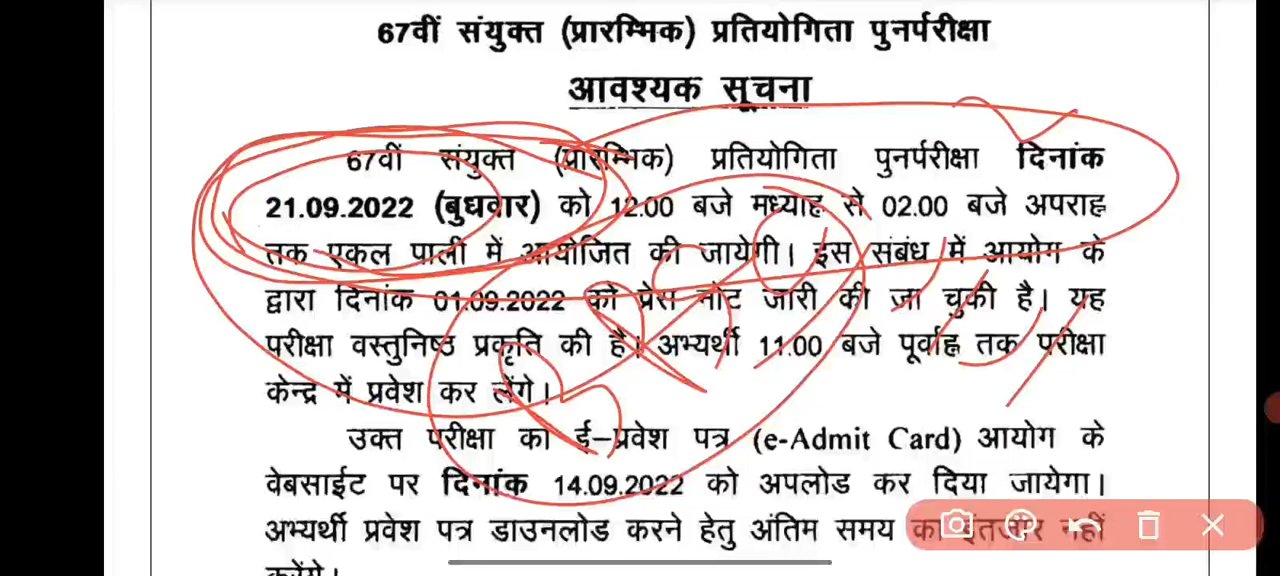 67वीं संयुक्त (प्रारम्भिक) प्रतियोगिता पुनर्परीक्षा
आवश्यक सूचना
67वीं संयुक्त (प्रारम्भिक) प्रतियोगिता पुनर्परीक्षा दिनांक
21.09.2022 (बुधवार) को 12.00 बजे मध्याह्न से 02.00 बजे अपराह्न
तक एकल पाली में आयोजित की जायेगी। इस संबंध में आयोग के
द्वारा दिनांक 01.09.2022 को प्रेस नोट जारी की जा चुकी है। यह
परीक्षा वस्तुनिष्ठ प्रकृति की है। अभ्यर्थी 11.00 बजे पूर्वाह्न तक परीक्षा
केन्द्र में प्रवेश कर लेंगे।
उक्त परीक्षा का ई-प्रवेश पत्र (e-Admit Card) आयोग के
वेबसाईट पर दिनांक 14.09.2022 को अपलोड कर दिया जायेगा।
अभ्यर्थी प्रवेश पत्र डाउनलोड करने हेतु अंतिम समय का इंतजार नहीं
करेंगे।